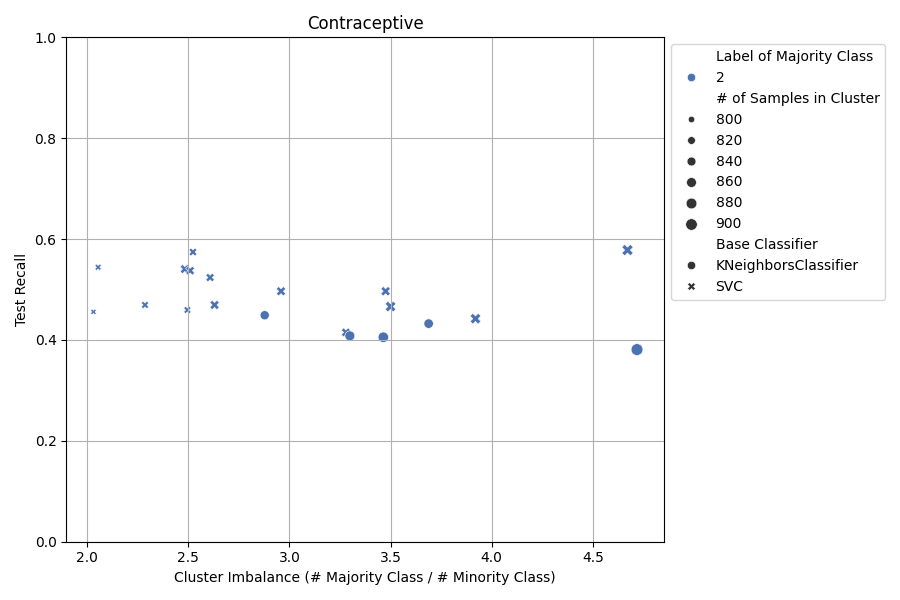 Contraceptive
Test Recall
1.0
0.8
0.6
0.4
0.2
0.0
2.0 2.5 3.0 3.5 4.0 4.5
Cluster Imbalance (# Majority Class / # Minority Class)
Label of Majority Class
2
# of Samples in Cluster
800
820
840
860
880
900
Base Classifier
KNeighborsClassifier
SVC